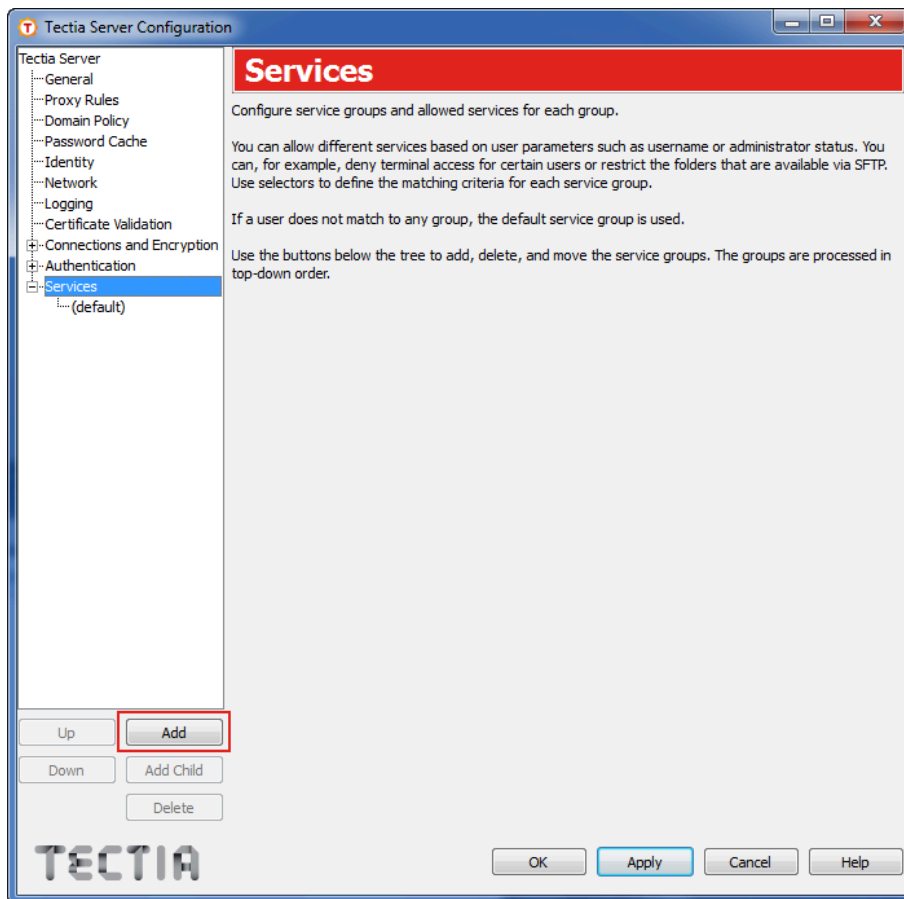 Tectia Server Configuration
Tectia Server
General
Proxy Rules
Domain Policy
Password Cache
Identity
Network
Logging
Certificate Validation
Connections and Encryption
Authentication
Services
(default)
Services
Configure service groups and allowed services for each group.
You can allow different services based on user parameters such as username or administrator status. You
can, for example, deny terminal access for certain users or restrict the folders that are available via SFTP.
Use selectors to define the matching criteria for each service group.
If a user does not match to any group, the default service group is used.
Use the buttons below the tree to add, delete, and move the service groups. The groups are processed in
top-down order.
Up
Add
Down
Add Child
Delete
TECTIA
OK
Apply
Cancel
Help